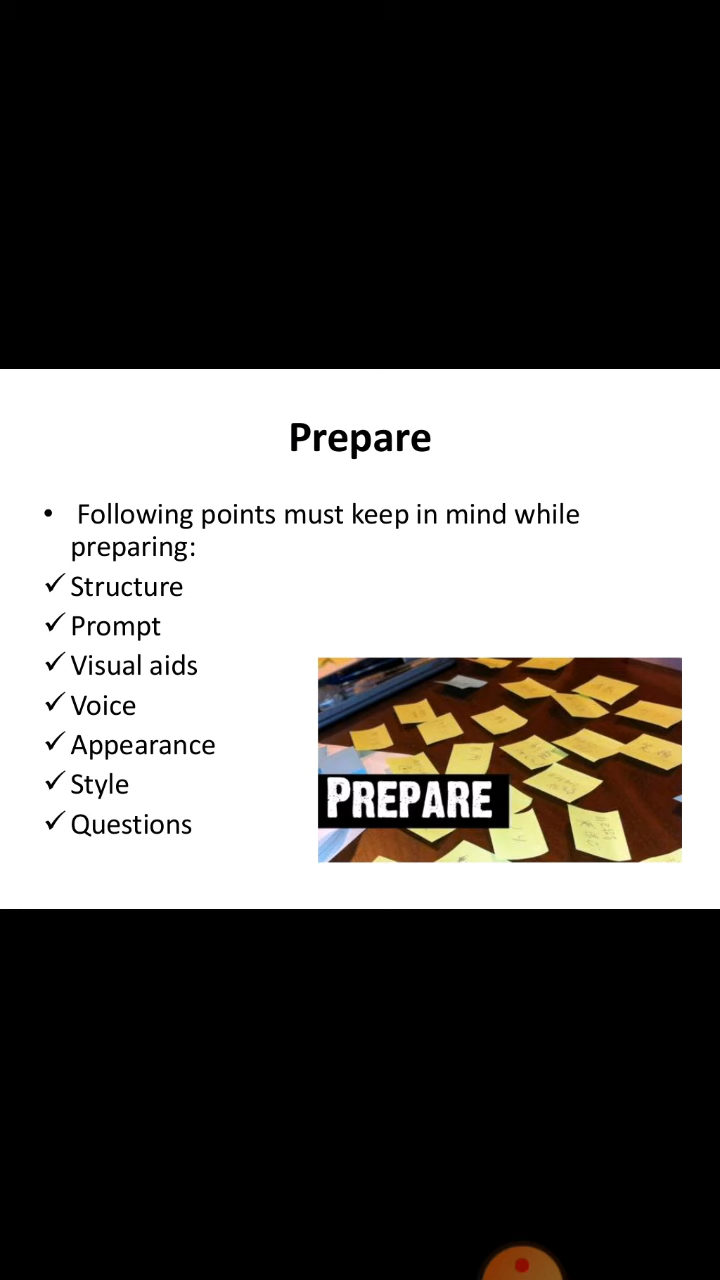 Prepare
• Following points must keep in mind while
preparing:
✓ Structure
✓ Prompt
✓ Visual aids
✓ Voice
✓ Appearance
✓ Style
✓ Questions
PREPARE